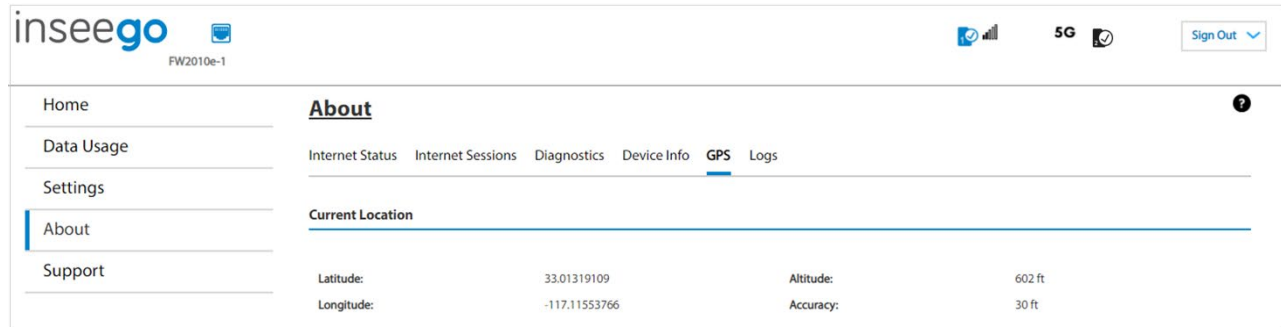 inseego
FW2010e-1
5G
Sign Out
Home
Data Usage
Settings
About
Support
About
Internet Status Internet Sessions Diagnostics Device Info GPS Logs
Current Location
Latitude: 33.01319109 Altitude: 602 ft
Longitude: -117.11553766 Accuracy: 30 ft